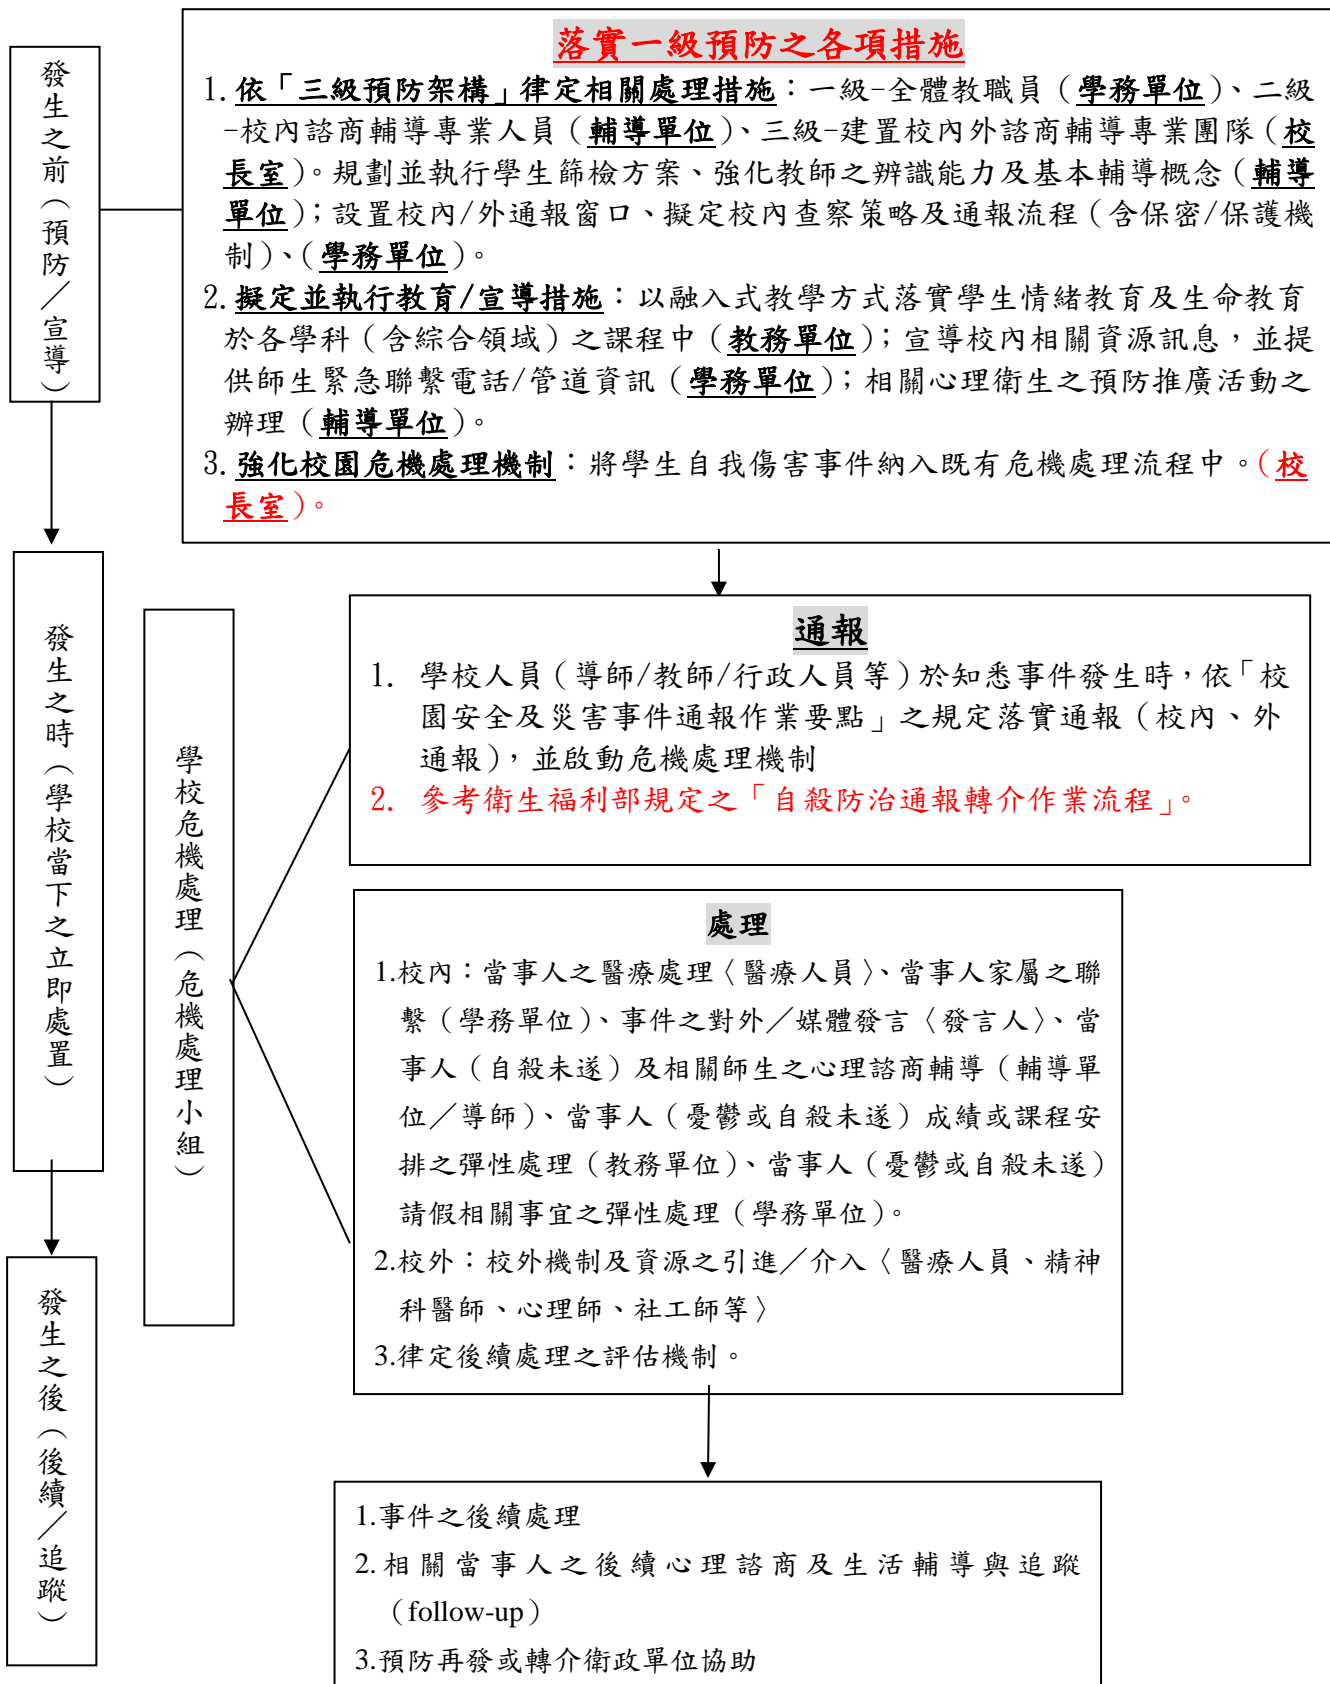 落實一級預防之各項措施
1.依「三級預防架構」律定相關處理措施：一級-全體教職員（學務單位）、二級
-校內諮商輔導專業人員（輔導單位）、三級-建置校內外諮商輔導專業團隊（校
長室）。規劃並執行學生篩檢方案、強化教師之辨識能力及基本輔導概念（輔導
單位）；設置校內/外通報窗口、擬定校內查察策略及通報流程（含保密/保護機
制）、（學務單位）。
2.擬定並執行教育/宣導措施：以融入式教學方式落實學生情緒教育及生命教育
於各學科（含綜合領域）之課程中（教務單位）；宣導校內相關資源訊息，並提
供師生緊急聯繫電話/管道資訊（學務單位）；相關心理衛生之預防推廣活動之
辦理（輔導單位）。
3.強化校園危機處理機制：將學生自我傷害事件納入既有危機處理流程中。（校
長室）。
發生之前（預防／宣導）
發生之時（學校當下之立即處置）
學校危機處理（危機處理小組）
通報
1. 學校人員（導師/教師/行政人員等）於知悉事件發生時，依「校
園安全及災害事件通報作業要點」之規定落實通報（校內、外
通報），並啟動危機處理機制
2. 參考衛生福利部規定之「自殺防治通報轉介作業流程」。
處理
1.校內：當事人之醫療處理〈醫療人員〉、當事人家屬之聯
繫（學務單位）、事件之對外／媒體發言〈發言人〉、當
事人（自殺未遂）及相關師生之心理諮商輔導（輔導單
位／導師）、當事人（憂鬱或自殺未遂）成績或課程安
排之彈性處理（教務單位）、當事人（憂鬱或自殺未遂）
請假相關事宜之彈性處理（學務單位）。
2.校外：校外機制及資源之引進／介入〈醫療人員、精神
科醫師、心理師、社工師等〉
3.律定後續處理之評估機制。
發生之後（後續／追蹤）
1.事件之後續處理
2.相關當事人之後續心理諮商及生活輔導與追蹤
（follow-up）
3.預防再發或轉介衛政單位協助